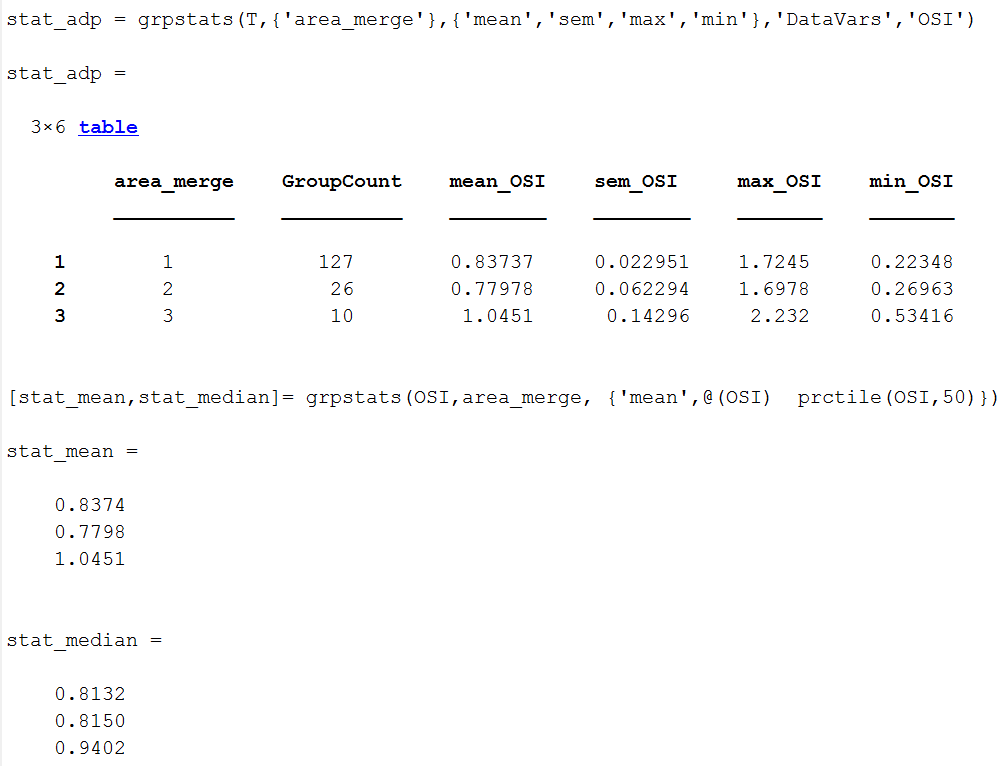 stat_adp = grpstats(T,{'area_merge'},{'mean','sem','max','min'},'DataVars','OSI')
stat_adp =
3×6 table
area_merge GroupCount mean_OSI sem_OSI max_OSI min_OSI
1 1 127 0.83737 0.022951 1.7245 0.22348
2 2 26 0.77978 0.062294 1.6978 0.26963
3 3 10 1.0451 0.14296 2.232 0.53416
[stat_mean,stat_median]= grpstats(OSI,area_merge, {'mean',@(OSI)  prctile(OSI,50)})
stat_mean =
0.8374
0.7798
1.0451
stat_median =
0.8132
0.8150
0.9402